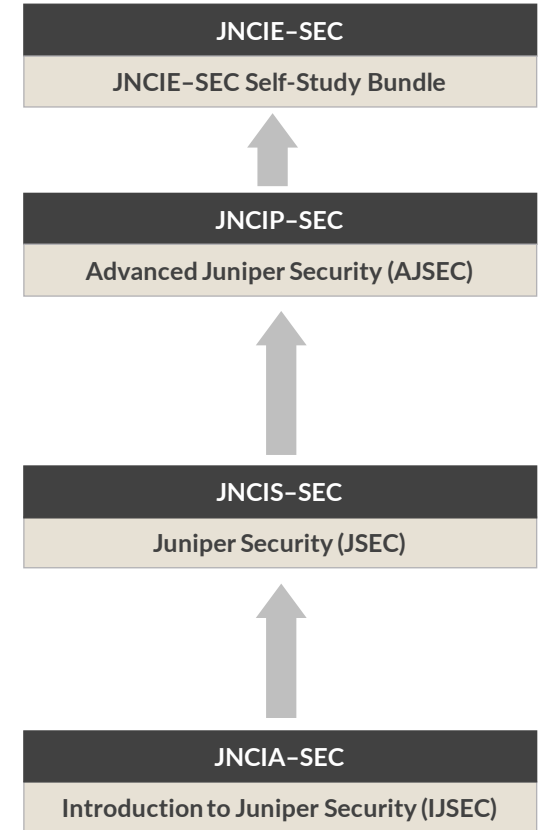 JNCIE–SEC
JNCIE–SEC Self-Study Bundle
JNCIP–SEC
Advanced Juniper Security (AJSEC)
JNCIS–SEC
Juniper Security (JSEC)
JNCIA–SEC
Introduction to Juniper Security (IJSEC)